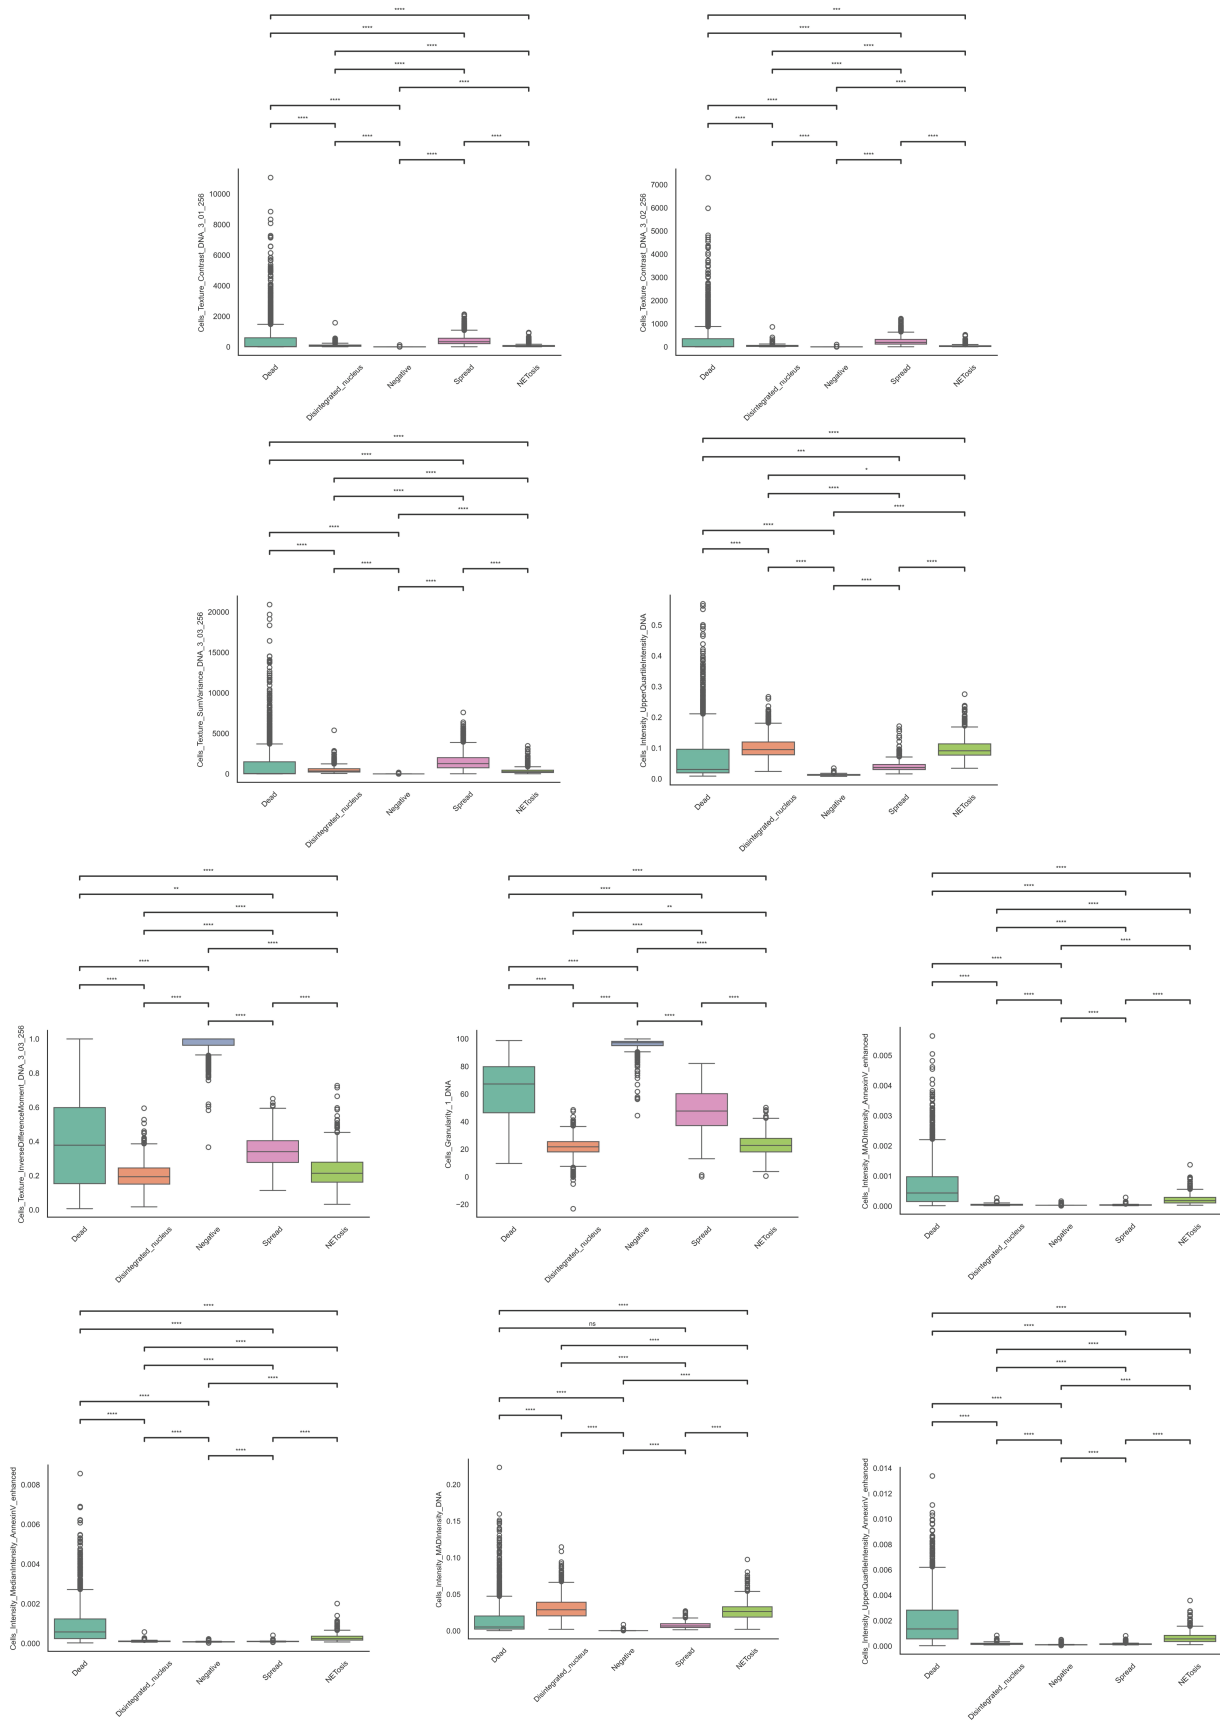 ****
****
****
****
****
****
****
****
****
****
Cells_Texture_Contrast_DNA_3_01_256
10000
8000
6000
4000
2000
0
Dead
Disintegrated_nucleus
Negative
Spread
NETosis
***
****
****
****
****
****
****
****
****
****
Cells_Texture_Contrast_DNA_3_02_256
7000
6000
5000
4000
3000
2000
1000
0
Dead
Disintegrated_nucleus
Negative
Spread
NETosis
****
****
****
****
****
****
****
****
****
****
Cells_Texture_SumVariance_DNA_3_03_256
20000
15000
10000
5000
0
Dead
Disintegrated_nucleus
Negative
Spread
NETosis
****
***
*
****
****
****
****
****
****
****
Cells_Intensity_UpperQuartileIntensity_DNA
0.5
0.4
0.3
0.2
0.1
0.0
Dead
Disintegrated_nucleus
Negative
Spread
NETosis
****
**
****
****
****
****
****
****
****
****
Cells_Texture_InverseDifferenceMoment_DNA_3_03_256
1.0
0.8
0.6
0.4
0.2
0.0
Dead
Disintegrated_nucleus
Negative
Spread
NETosis
****
****
**
****
****
****
****
****
****
****
Cells_Granularity_1_DNA
100
80
60
40
20
0
−20
Dead
Disintegrated_nucleus
Negative
Spread
NETosis
****
****
****
****
****
****
****
****
****
****
Cells_Intensity_MADIntensity_AnnexinV_enhanced
0.005
0.004
0.003
0.002
0.001
0.000
Dead
Disintegrated_nucleus
Negative
Spread
NETosis
****
****
****
****
****
****
****
****
****
****
Cells_Intensity_MedianIntensity_AnnexinV_enhanced
0.008
0.006
0.004
0.002
0.000
Dead
Disintegrated_nucleus
Negative
Spread
NETosis
****
ns
****
****
****
****
****
****
****
****
Cells_Intensity_MADIntensity_DNA
0.20
0.15
0.10
0.05
0.00
Dead
Disintegrated_nucleus
Negative
Spread
NETosis
****
****
****
****
****
****
****
****
****
****
Cells_Intensity_UpperQuartileIntensity_AnnexinV_enhanced
0.014
0.012
0.010
0.008
0.006
0.004
0.002
0.000
Dead
Disintegrated_nucleus
Negative
Spread
NETosis